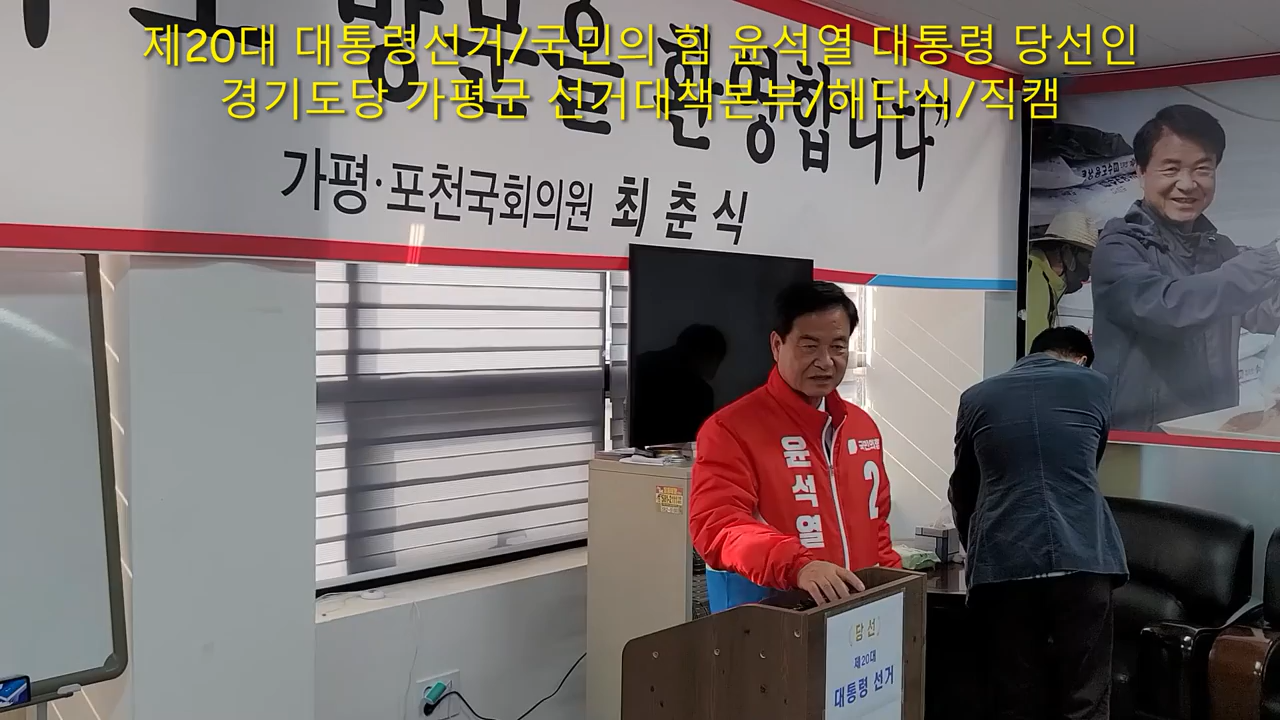 제20대 대통령선거/국민의 힘 윤석열 대통령 당선인
경기도당 가평군 선거대책본부/해단식/직캠
방문을 환영합니다"
가평·포천국회의원 최춘식
윤석열
국민의힘
2
(당선)
제20대
대통령 선거